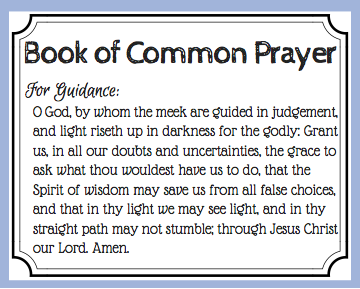 Book of Common Prayer
For Guidance:
O God, by whom the meek are guided in judgement,
and light riseth up in darkness for the godly: Grant
us, in all our doubts and uncertainties, the grace to
ask what thou wouldest have us to do, that the
Spirit of wisdom may save us from all false choices,
and that in thy light we may see light, and in thy
straight path may not stumble; through Jesus Christ
our Lord. Amen.